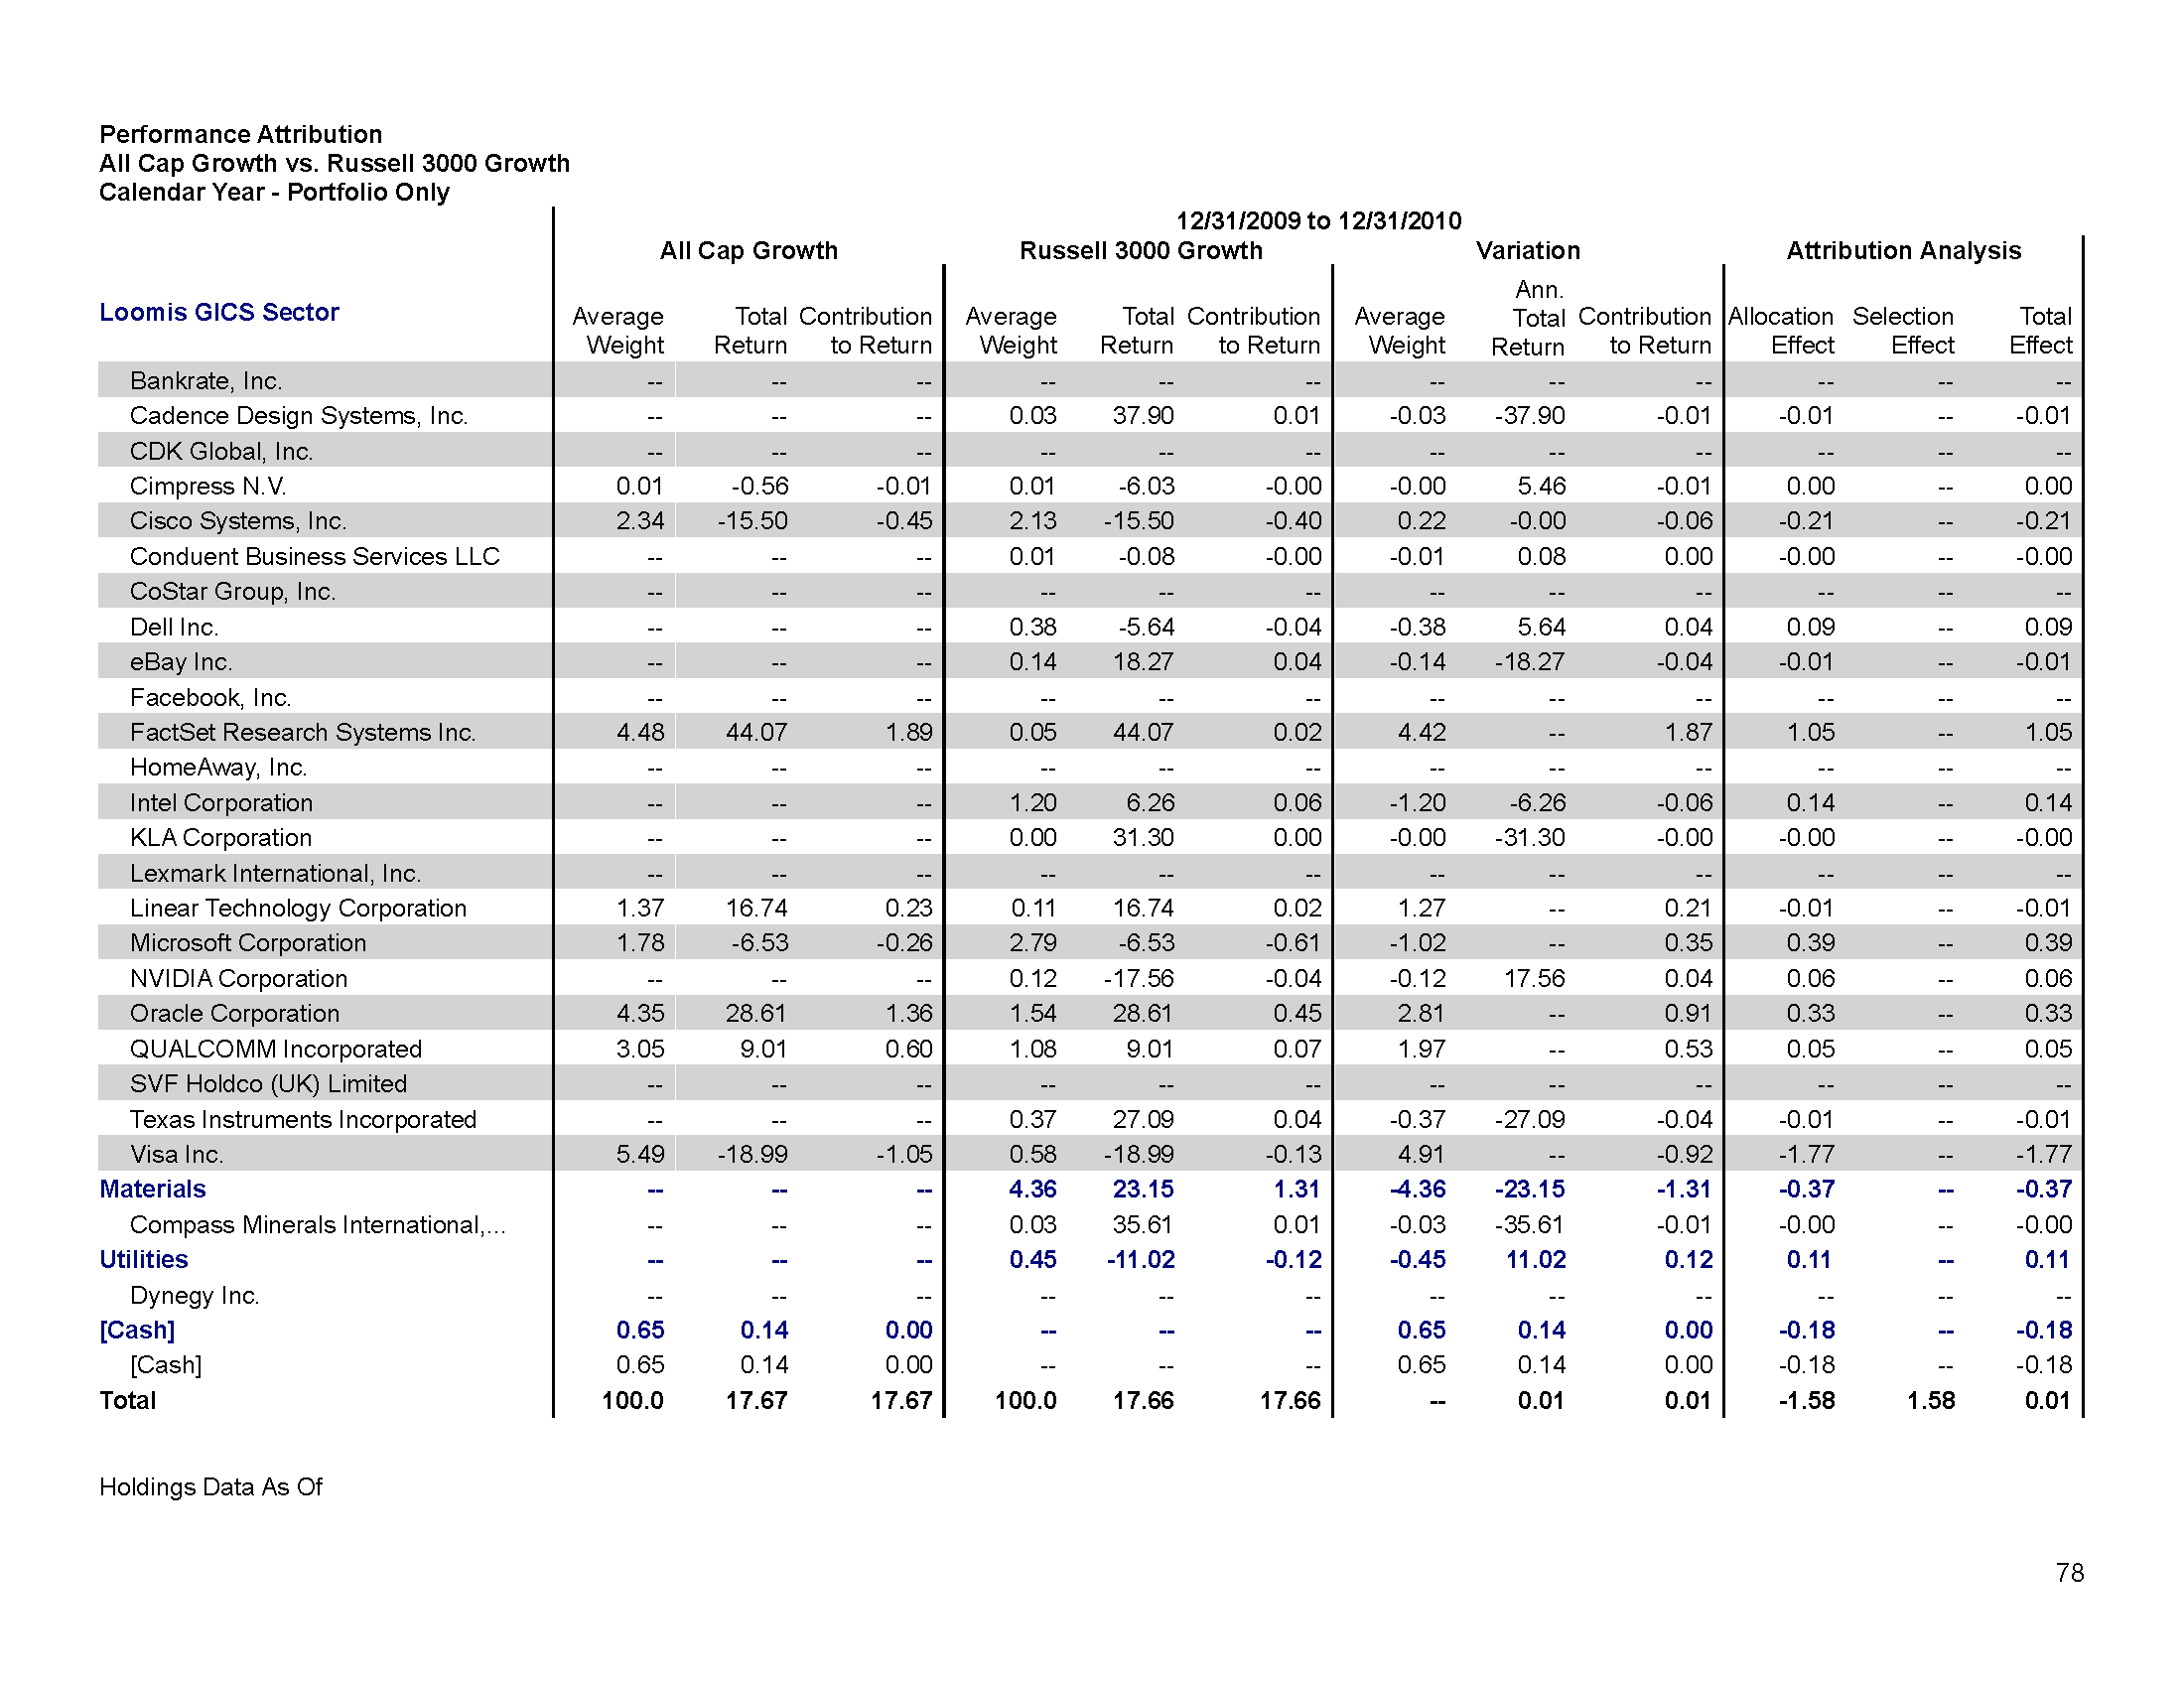 Performance Attribution
All Cap Growth vs. Russell 3000 Growth
Calendar Year - Portfolio Only
12/31/2009 to 12/31/2010
All Cap Growth Russell 3000 Growth Variation Attribution Analysis
Loomis GICS Sector Average Weight Total Return Contribution to Return Average Weight Total Return Contribution to Return Average Weight Ann. Total Return Contribution to Return Allocation Effect Selection Effect Total Effect
Bankrate, Inc. -- -- -- -- -- -- -- -- -- -- -- --
Cadence Design Systems, Inc. -- -- -- 0.03 37.90 0.01 -0.03 -37.90 -0.01 -0.01 -- -0.01
CDK Global, Inc. -- -- -- -- -- -- -- -- -- -- -- --
Cimpress N.V. 0.01 -0.56 -0.01 0.01 -6.03 -0.00 -0.00 5.46 -0.01 0.00 -- 0.00
Cisco Systems, Inc. 2.34 -15.50 -0.45 2.13 -15.50 -0.40 0.22 -0.00 -0.06 -0.21 -- -0.21
Conduent Business Services LLC -- -- -- 0.01 -0.08 -0.00 -0.01 0.08 0.00 -0.00 -- -0.00
CoStar Group, Inc. -- -- -- -- -- -- -- -- -- -- -- --
Dell Inc. -- -- -- 0.38 -5.64 -0.04 -0.38 5.64 0.04 0.09 -- 0.09
eBay Inc. -- -- -- 0.14 18.27 0.04 -0.14 -18.27 -0.04 -0.01 -- -0.01
Facebook, Inc. -- -- -- -- -- -- -- -- -- -- -- --
FactSet Research Systems Inc. 4.48 44.07 1.89 0.05 44.07 0.02 4.42 -- 1.87 1.05 -- 1.05
HomeAway, Inc. -- -- -- -- -- -- -- -- -- -- -- --
Intel Corporation -- -- -- 1.20 6.26 0.06 -1.20 -6.26 -0.06 0.14 -- 0.14
KLA Corporation -- -- -- 0.00 31.30 0.00 -0.00 -31.30 -0.00 -0.00 -- -0.00
Lexmark International, Inc. -- -- -- -- -- -- -- -- -- -- -- --
Linear Technology Corporation 1.37 16.74 0.23 0.11 16.74 0.02 1.27 -- 0.21 -0.01 -- -0.01
Microsoft Corporation 1.78 -6.53 -0.26 2.79 -6.53 -0.61 -1.02 -- 0.35 0.39 -- 0.39
NVIDIA Corporation -- -- -- 0.12 -17.56 -0.04 -0.12 17.56 0.04 0.06 -- 0.06
Oracle Corporation 4.35 28.61 1.36 1.54 28.61 0.45 2.81 -- 0.91 0.33 -- 0.33
QUALCOMM Incorporated 3.05 9.01 0.60 1.08 9.01 0.07 1.97 -- 0.53 0.05 -- 0.05
SVF Holdco (UK) Limited -- -- -- -- -- -- -- -- -- -- -- --
Texas Instruments Incorporated -- -- -- 0.37 27.09 0.04 -0.37 -27.09 -0.04 -0.01 -- -0.01
Visa Inc. 5.49 -18.99 -1.05 0.58 -18.99 -0.13 4.91 -- -0.92 -1.77 -- -1.77
Materials -- -- -- 4.36 23.15 1.31 -4.36 -23.15 -1.31 -0.37 -- -0.37
Compass Minerals International,... -- -- -- 0.03 35.61 0.01 -0.03 -35.61 -0.01 -0.00 -- -0.00
Utilities -- -- -- 0.45 -11.02 -0.12 -0.45 11.02 0.12 0.11 -- 0.11
Dynegy Inc. -- -- -- -- -- -- -- -- -- -- -- --
[Cash] 0.65 0.14 0.00 -- -- -- 0.65 0.14 0.00 -0.18 -- -0.18
[Cash] 0.65 0.14 0.00 -- -- -- 0.65 0.14 0.00 -0.18 -- -0.18
Total 100.0 17.67 17.67 100.0 17.66 17.66 -- 0.01 0.01 -1.58 1.58 0.01
Holdings Data As Of
78